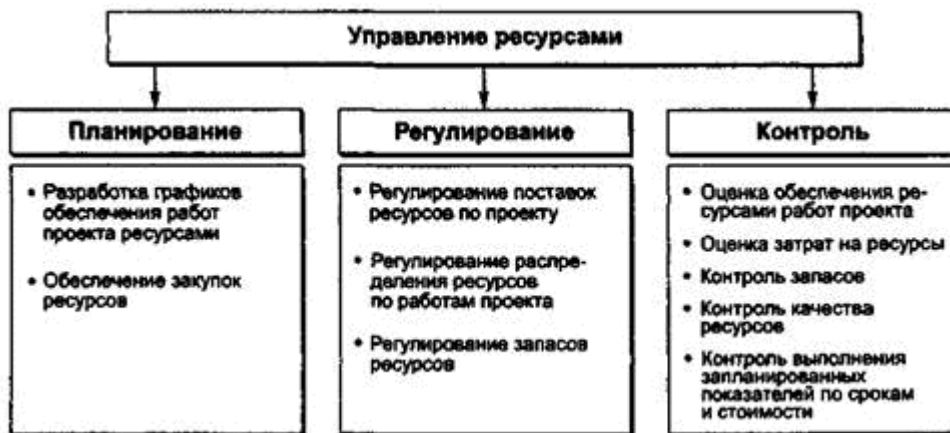 Управление ресурсами
Планирование
• Разработка графиков
обеспечения работ
проекта ресурсами
• Обеспечение закупок
ресурсов
Регулирование
• Регулирование поставок
ресурсов по проекту
• Регулирование распре-
деления ресурсов
по работам проекта
• Регулирование запасов
ресурсов
Контроль
• Оценка обеспечения ре-
сурсами работ проекта
• Оценка затрат на ресурсы
• Контроль запасов
• Контроль качества
ресурсов
• Контроль выполнения
запланированных
показателей по срокам
и стоимости